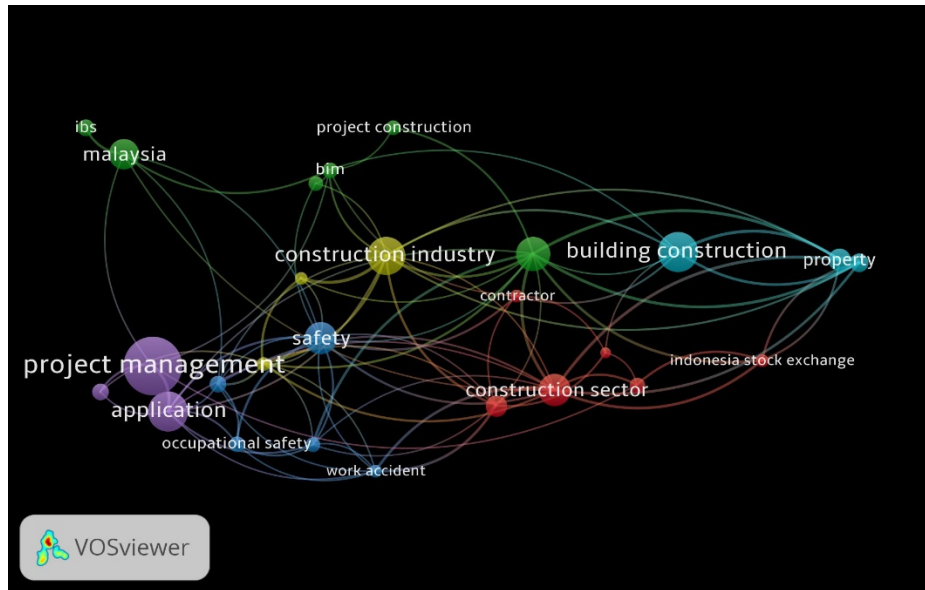 ibs
project construction
malaysia
bim
construction industry
building construction
property
contractor
safety
indonesia stock exchange
project management
construction sector
application
occupational safety
work accident
VOSviewer